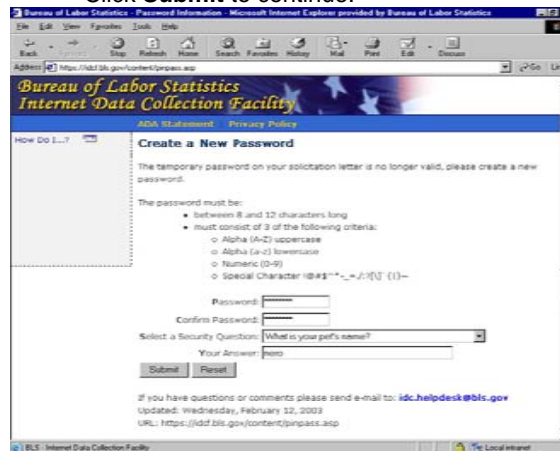 Click Submit to continue.
Bureau of Labor Statistics - Password Information - Microsoft Internet Explorer provided by Bureau of Labor Statistics
File Edit View Favorites Tools Help
Back Stop Refresh Home Search Favorites History Mail Print Edit Discuss
Address https://idcf.bls.gov/content/pinpass.asp Go
Bureau of Labor Statistics
Internet Data Collection Facility
ADA Statement Privacy Policy
How Do I...?
Create a New Password
The temporary password on your solicitation letter is no longer valid, please create a new
password.
The password must be:
between 8 and 12 characters long
must consist of 3 of the following criteria:
Alpha (A-Z) uppercase
Alpha (a-z) lowercase
Numeric (0-9)
Special Character
Password:
Confirm Password:
Select a Security Question: What is your pet's name?
Your Answer: nero
Submit Reset
If you have questions or comments please send e-mail to: idc.helpdesk@bls.gov
Updated: Wednesday, February 12, 2003
URL: https://idcf.bls.gov/content/pinpass.asp
BLS - Internet Data Collection Facility Local intranet